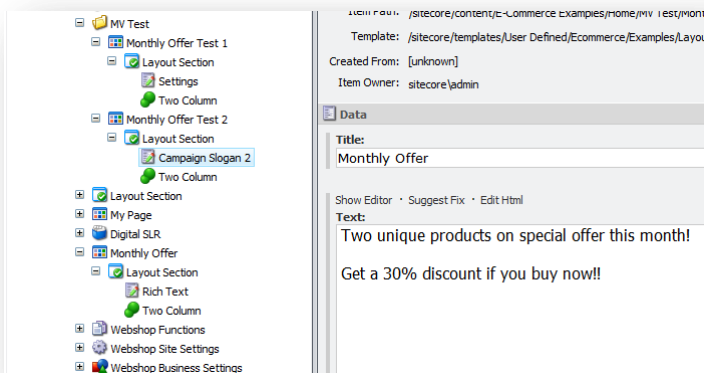 MV Test
Monthly Offer Test 1
Layout Section
Settings
Two Column
Monthly Offer Test 2
Layout Section
Campaign Slogan 2
Two Column
Layout Section
My Page
Digital SLR
Monthly Offer
Layout Section
Rich Text
Two Column
Webshop Functions
Webshop Site Settings
Webshop Business Settings
Item Path: /sitecore/content/E-Commerce Examples/Home/MV Test/Mont
Template: /sitecore/templates/User Defined/Ecommerce/Examples/Layou
Created From: [unknown]
Item Owner: sitecore\admin
Data
Title:
Monthly Offer
Show Editor · Suggest Fix · Edit Html
Text:
Two unique products on special offer this month!
Get a 30% discount if you buy now!!